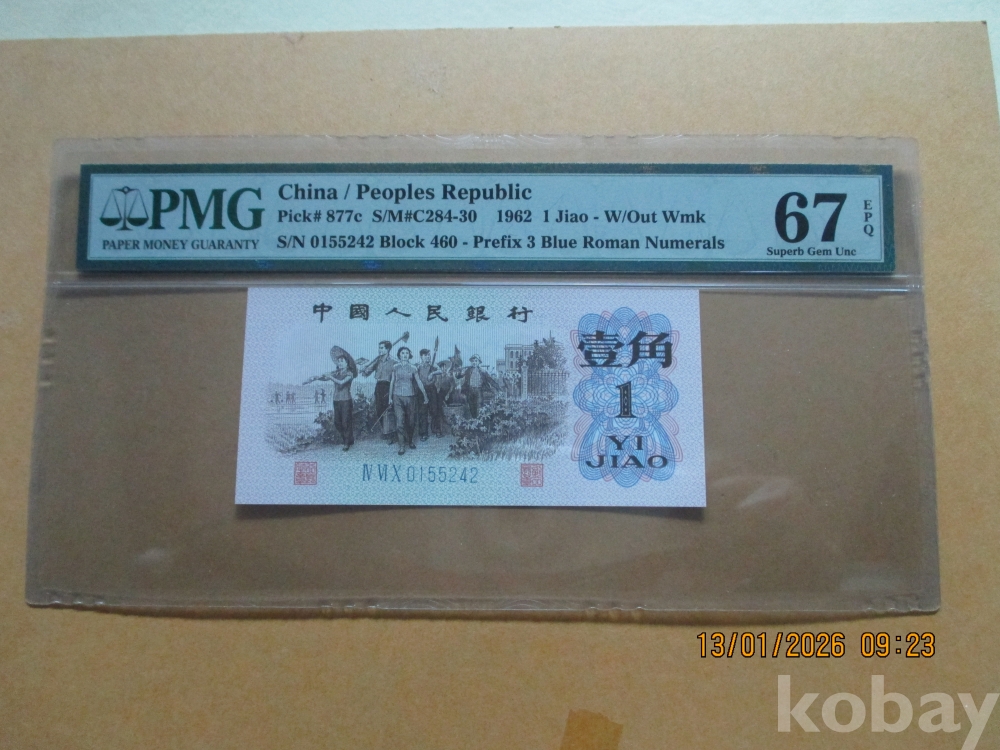 PMG
PAPER MONEY GUARANTY
China / Peoples Republic
Pick# 877c S/M#C284-30 1962 1 Jiao - W/Out Wmk
S/N 0155242 Block 460 - Prefix 3 Blue Roman Numerals
67
EPQ
Superb Gem Unc
中國人民銀行
壹角
1
YI
JIAO
IV VI X 0155242
13/01/2026 09:23
kobay